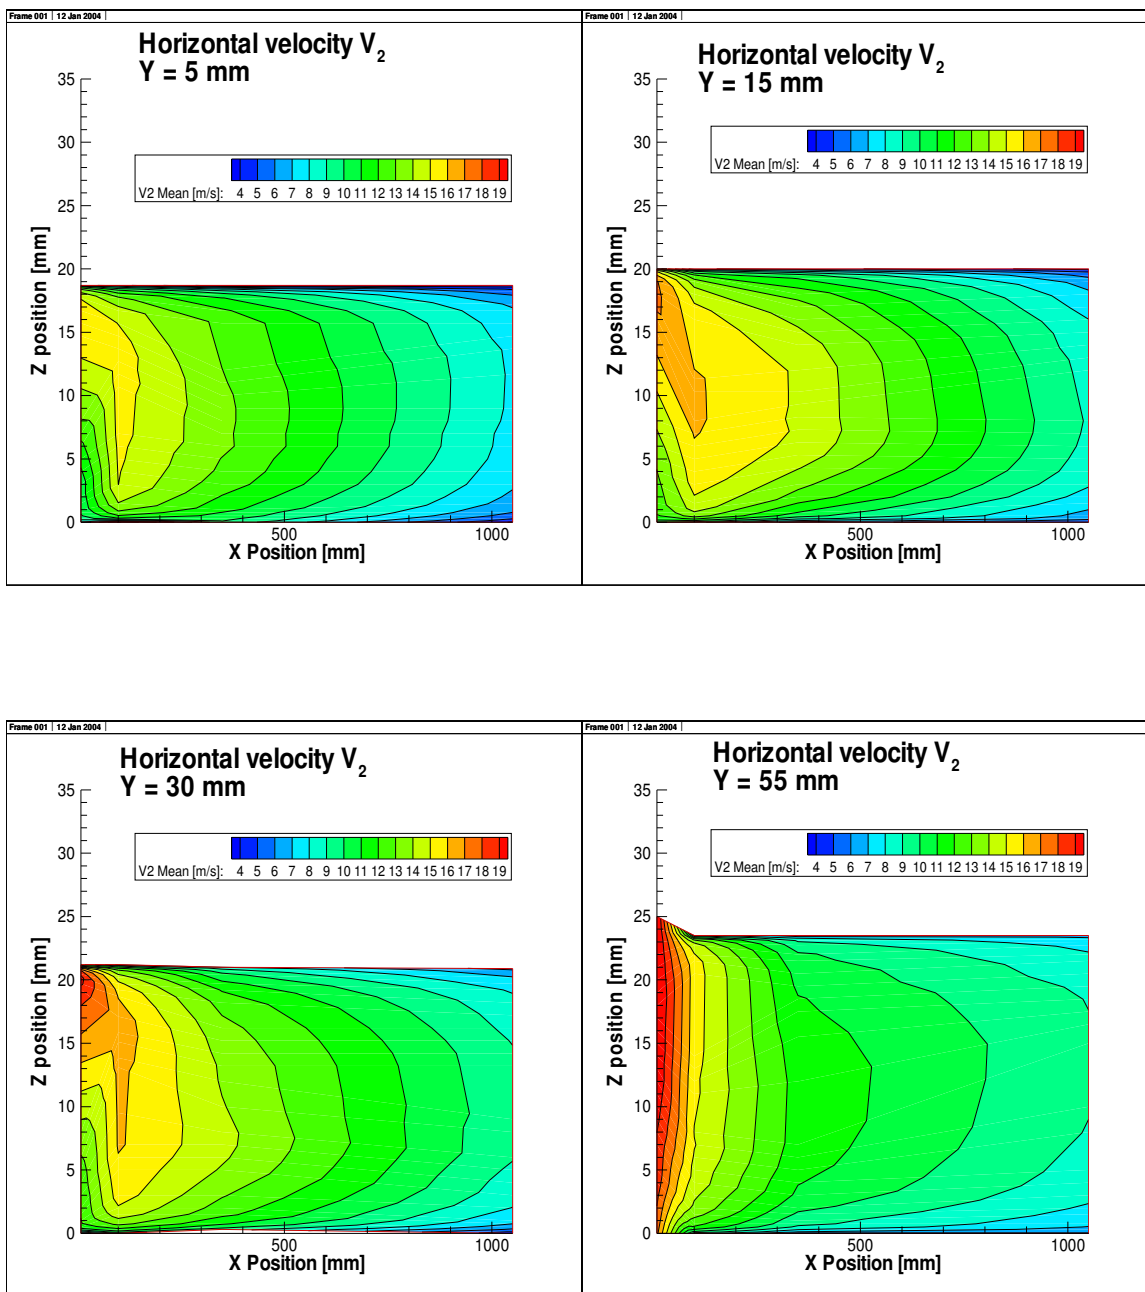 Frame 001 | 12 Jan 2004
Horizontal velocity V2
Y = 5 mm
V2 Mean [m/s]: 4 5 6 7 8 9 10 11 12 13 14 15 16 17 18 19
35
30
25
20
15
10
5
0
Z position [mm]
500 1000
X Position [mm]
Frame 001 | 12 Jan 2004
Horizontal velocity V2
Y = 15 mm
V2 Mean [m/s]: 4 5 6 7 8 9 10 11 12 13 14 15 16 17 18 19
35
30
25
20
15
10
5
0
Z position [mm]
500 1000
X Position [mm]
Frame 001 | 12 Jan 2004
Horizontal velocity V2
Y = 30 mm
V2 Mean [m/s]: 4 5 6 7 8 9 10 11 12 13 14 15 16 17 18 19
35
30
25
20
15
10
5
0
Z position [mm]
500 1000
X Position [mm]
Frame 001 | 12 Jan 2004
Horizontal velocity V2
Y = 55 mm
V2 Mean [m/s]: 4 5 6 7 8 9 10 11 12 13 14 15 16 17 18 19
35
30
25
20
15
10
5
0
Z position [mm]
500 1000
X Position [mm]